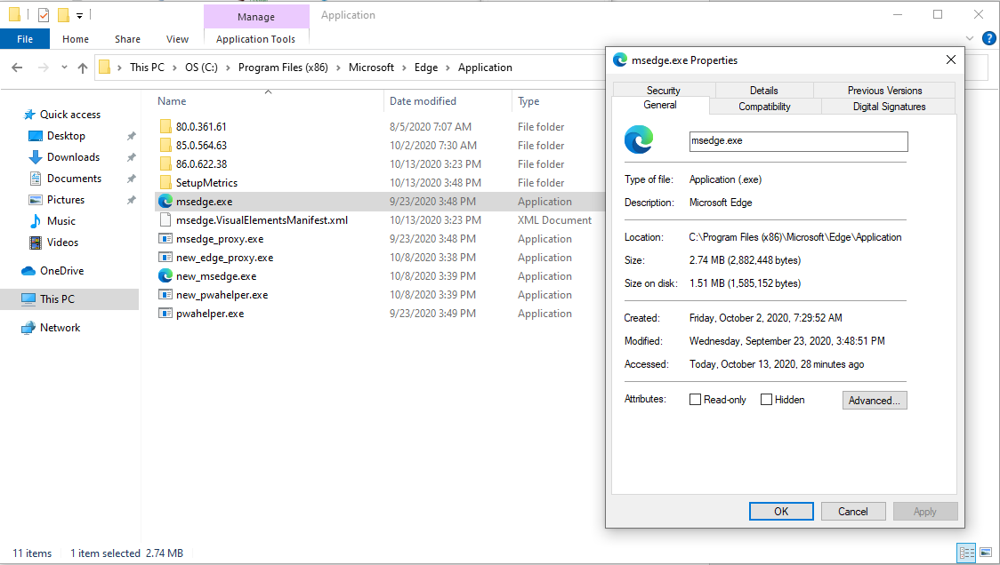 Manage
Application
File
Home
Share
View
Application Tools
This PC
OS (C:)
Program Files (x86)
Microsoft
Edge
Application
Quick access
Desktop
Downloads
Documents
Pictures
Music
Videos
OneDrive
This PC
Network
Name Date modified Type
80.0.361.61 8/5/2020 7:07 AM File folder
85.0.564.63 10/2/2020 7:30 AM File folder
86.0.622.38 10/13/2020 3:23 PM File folder
SetupMetrics 10/13/2020 3:48 PM File folder
msedge.exe 9/23/2020 3:48 PM Application
msedge.VisualElementsManifest.xml 10/13/2020 3:23 PM XML Document
msedge_proxy.exe 9/23/2020 3:48 PM Application
new_edge_proxy.exe 10/8/2020 3:38 PM Application
new_msedge.exe 10/8/2020 3:39 PM Application
new_pwahelper.exe 10/8/2020 3:39 PM Application
pwahelper.exe 9/23/2020 3:49 PM Application
11 items 1 item selected 2.74 MB
msedge.exe Properties
Security Details Previous Versions
General Compatibility Digital Signatures
msedge.exe
Type of file: Application (.exe)
Description: Microsoft Edge
Location: C:\Program Files (x86)\Microsoft\Edge\Application
Size: 2.74 MB (2,882,448 bytes)
Size on disk: 1.51 MB (1,585,152 bytes)
Created: Friday, October 2, 2020, 7:29:52 AM
Modified: Wednesday, September 23, 2020, 3:48:51 PM
Accessed: Today, October 13, 2020, 28 minutes ago
Attributes: Read-only Hidden Advanced...
OK Cancel Apply